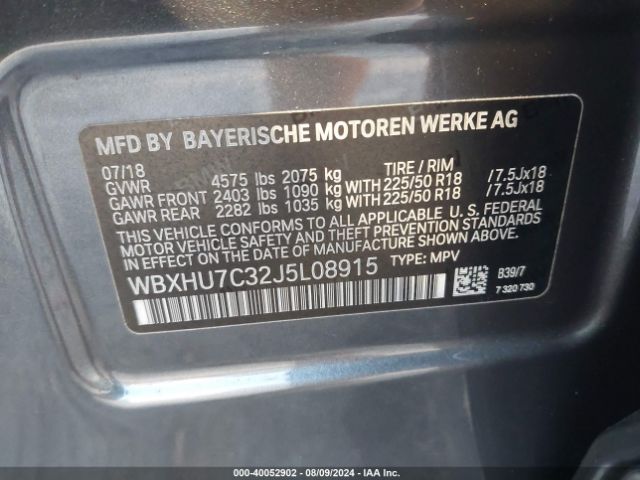 MFD BY BAYERISCHE MOTOREN WERKE AG
07/18 TIRE / RIM
GVWR 4575 lbs 2075 kg
GAWR FRONT 2403 lbs 1090 kg WITH 225/50 R18 /7.5Jx18
GAWR REAR 2282 lbs 1035 kg WITH 225/50 R18 /7.5Jx18
THIS VEHICLE CONFORMS TO ALL APPLICABLE U. S. FEDERAL
MOTOR VEHICLE SAFETY AND THEFT PREVENTION STANDARDS
IN EFFECT ON THE DATE OF MANUFACTURE SHOWN ABOVE.
WBXHU7C32J5L08915 TYPE: MPV
B39/7
7 320 730
000-40052902 - 08/09/2024 - IAA Inc.